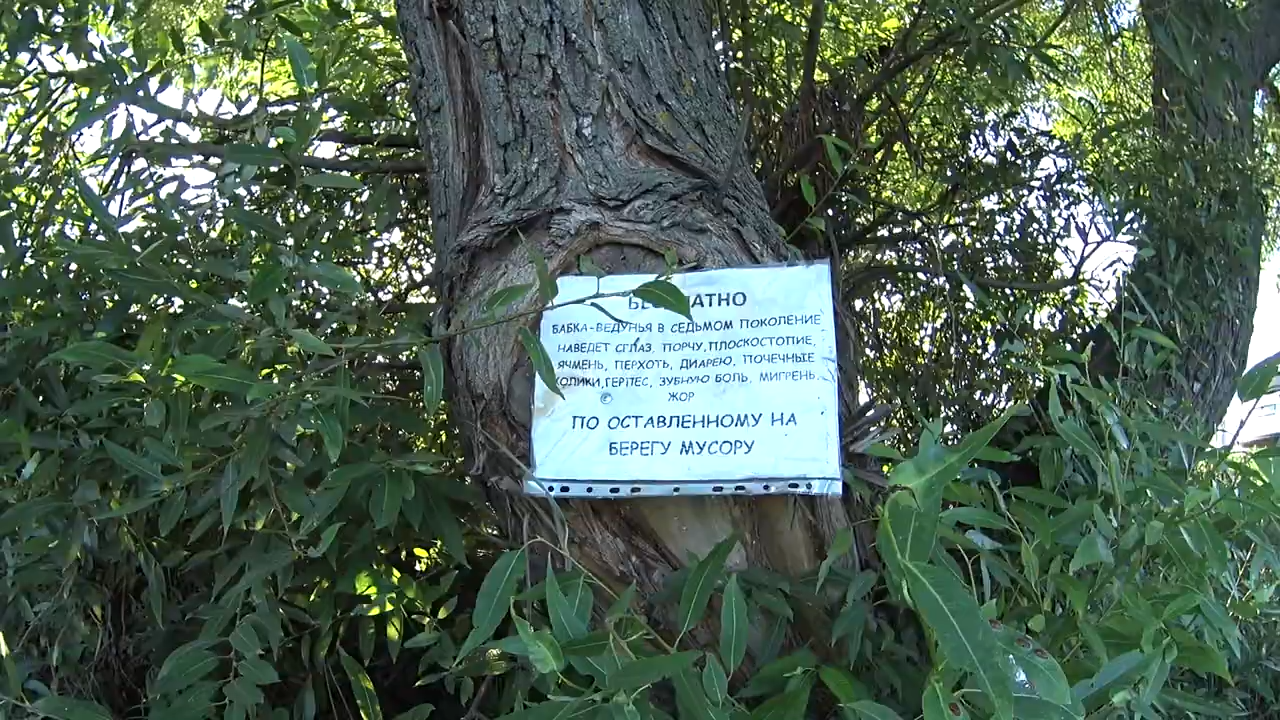 БЕСПЛАТНО
БАБКА-ВЕДУНЬЯ В СЕДЬМОМ ПОКОЛЕНИЕ
НАВЕДЕТ СГЛАЗ, ПОРЧУ, ПЛОСКОСТОПИЕ,
ЯЧМЕНЬ, ПЕРХОТЬ, ДИАРЕЮ, ПОЧЕЧНЫЕ
КОЛИКИ, ГЕРПЕС, ЗУБНУЮ БОЛЬ, МИГРЕНЬ.
ЖОР
ПО ОСТАВЛЕННОМУ НА
БЕРЕГУ МУСОРУ